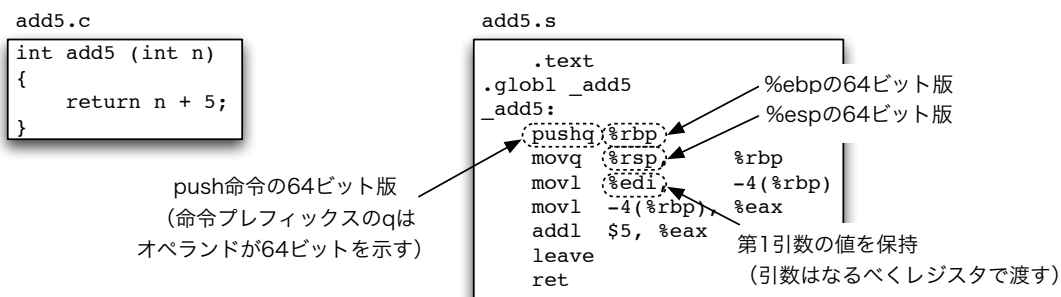 add5.c
int add5 (int n)
{
    return n + 5;
}
add5.s
.text
.globl _add5
_add5:
pushq %rbp
movq %rsp, %rbp
movl %edi, -4(%rbp)
movl -4(%rbp), %eax
addl $5, %eax
leave
ret
%ebpの64ビット版
%espの64ビット版
push命令の64ビット版
（命令プレフィックスのqは
オペランドが64ビットを示す）
第1引数の値を保持
（引数はなるべくレジスタで渡す）